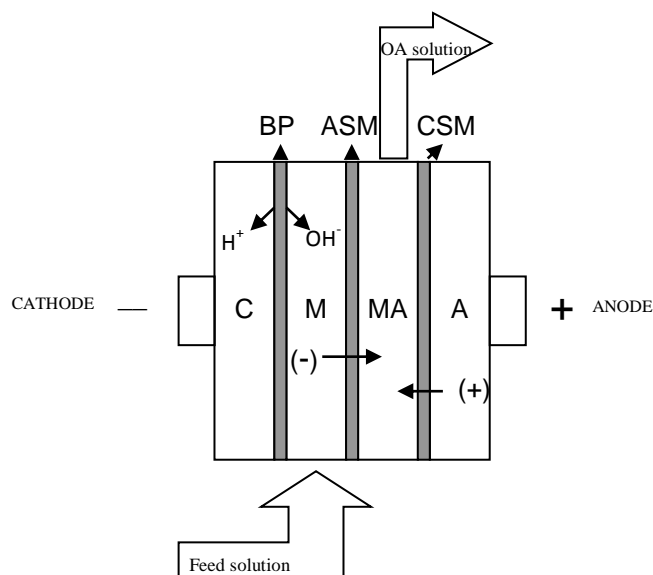 OA solution
BP ASM CSM
H+ OH-
CATHODE — C M MA A + ANODE
(-) (+)
Feed solution